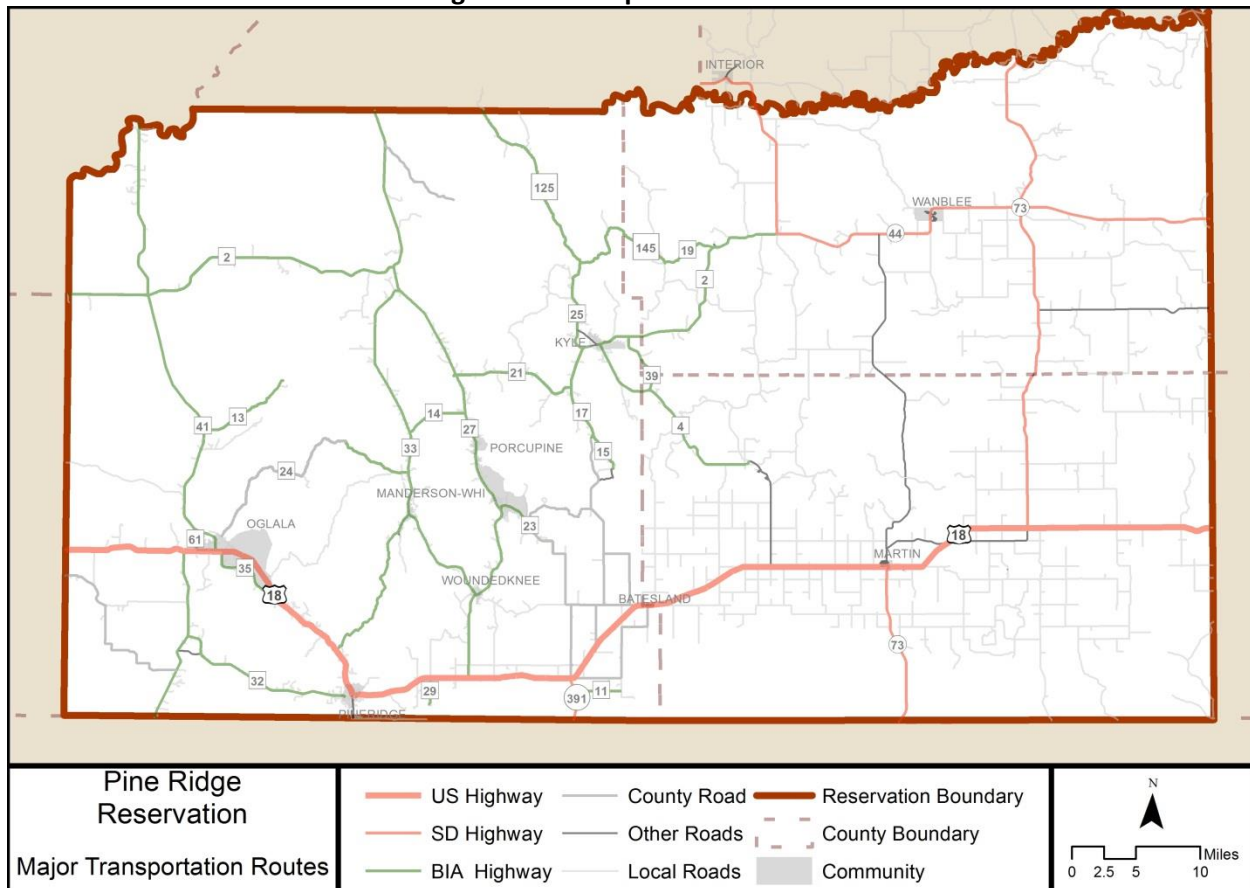 INTERIOR
125
WANBLEE
73
44
145
19
2
2
25
KYLE
21
39
13
14
17
4
41
27
33
PORCUPINE
15
24
MANDERSON-WHI
OGLALA
23
61
18
MARTIN
35
WOUNDEDKNEE
18
BATESLAND
73
32
29
11
391
PINERIDGE
Pine Ridge
Reservation
Major Transportation Routes
US Highway
SD Highway
BIA Highway
County Road
Other Roads
Local Roads
Reservation Boundary
County Boundary
Community
N
Miles
0 2.5 5 10